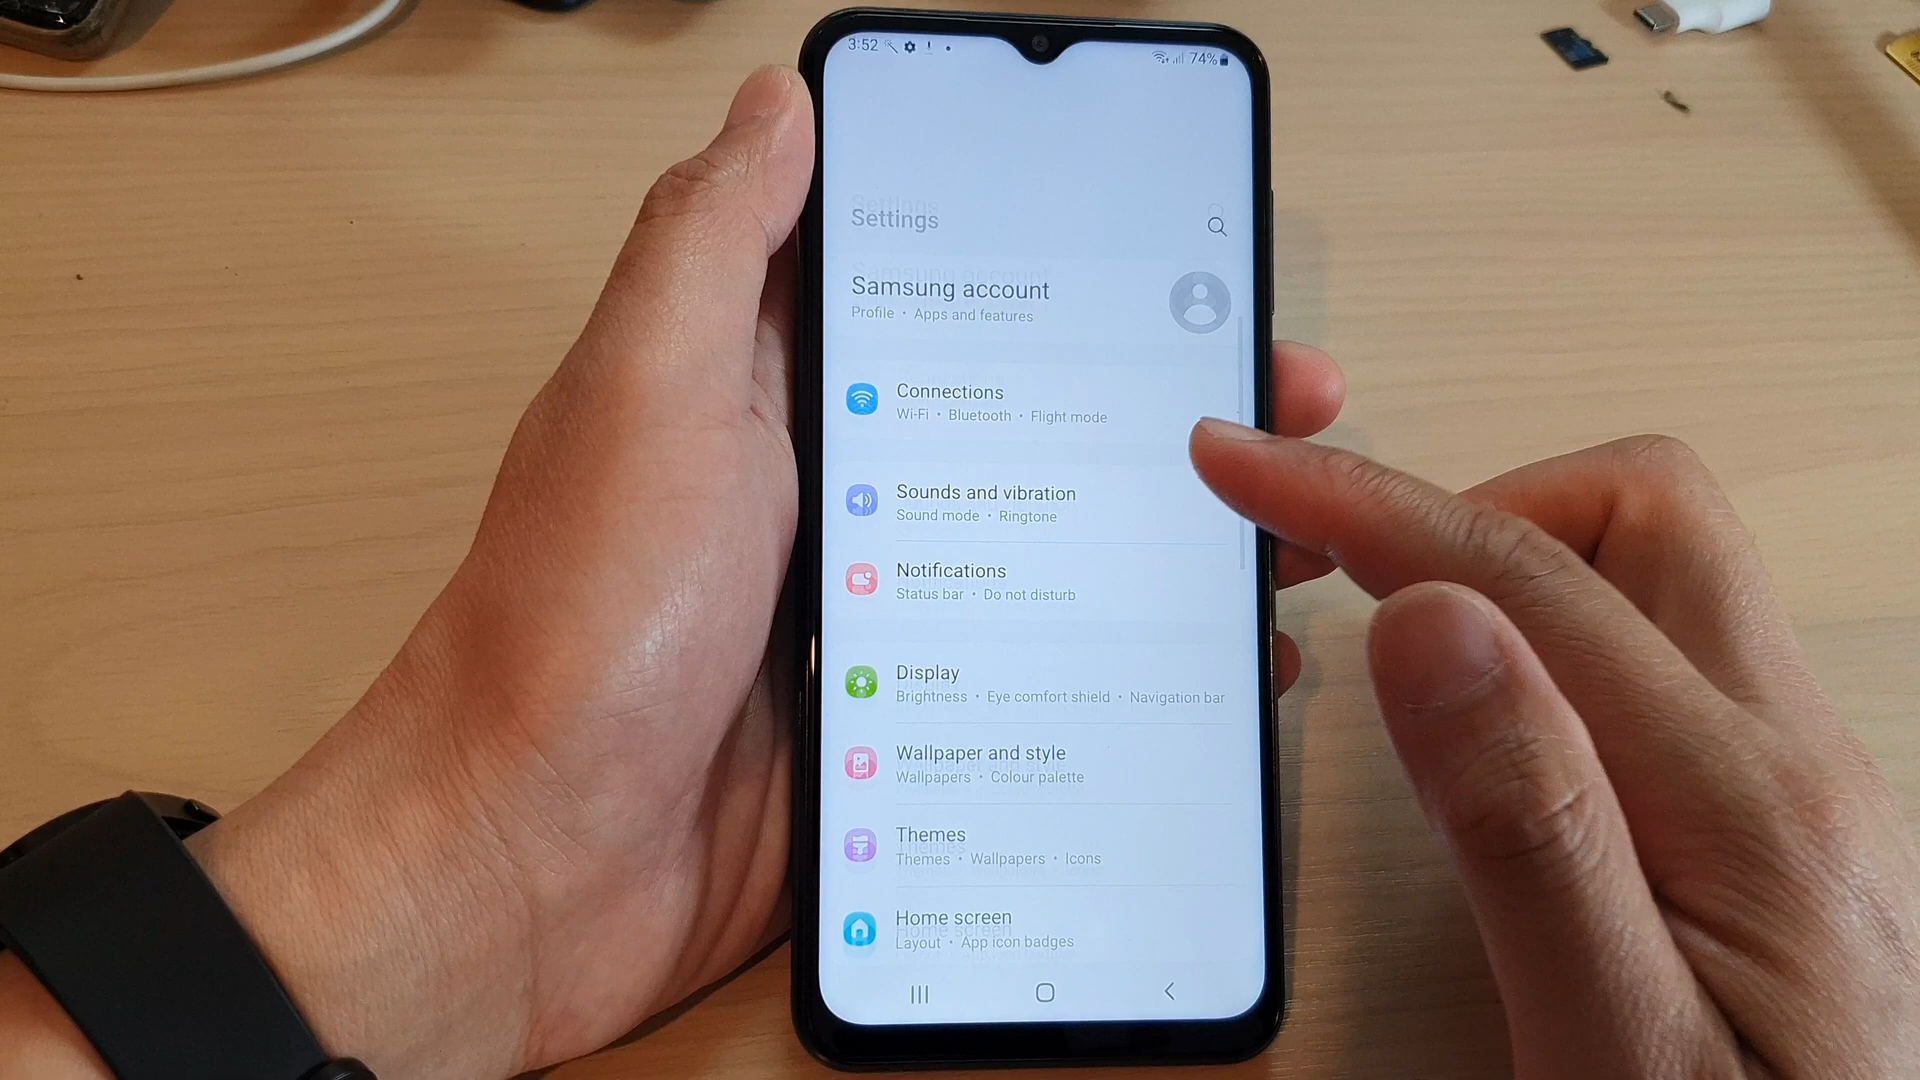 3:52
74%
Settings
Samsung account
Profile • Apps and features
Connections
Wi-Fi • Bluetooth • Flight mode
Sounds and vibration
Sound mode • Ringtone
Notifications
Status bar • Do not disturb
Display
Brightness • Eye comfort shield • Navigation bar
Wallpaper and style
Wallpapers • Colour palette
Themes
Themes • Wallpapers • Icons
Home screen
Layout • App icon badges